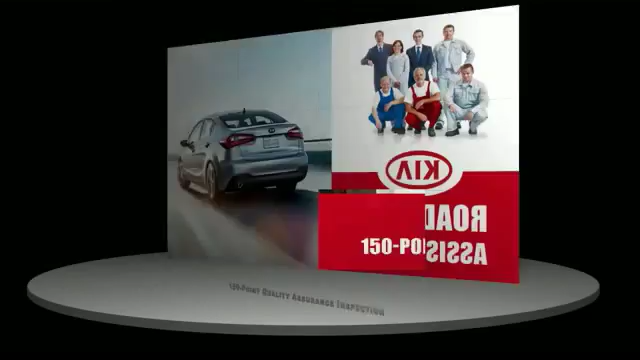 KIA
ROAD
150-POI
ASSIS
150-Point Quality Assurance Inspection